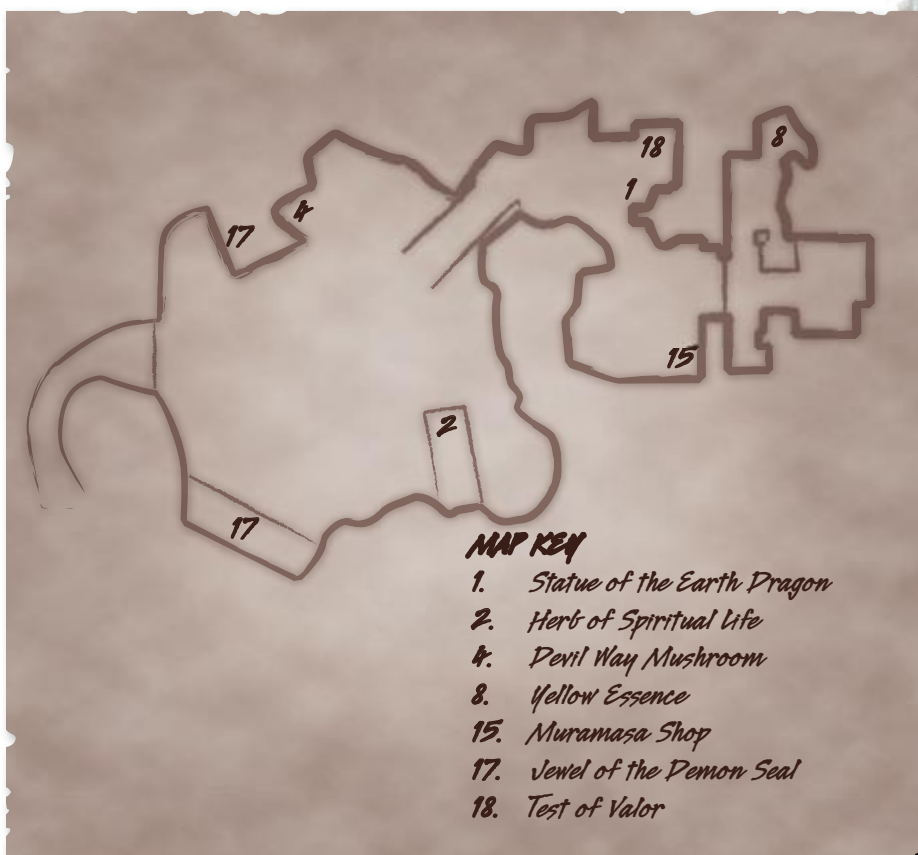 8
18
1
4
17
15
2
17
MAP KEY
1. Statue of the Earth Dragon
2. Herb of Spiritual Life
4. Devil Way Mushroom
8. Yellow Essence
15. Muramasa Shop
17. Jewel of the Demon Seal
18. Test of Valor